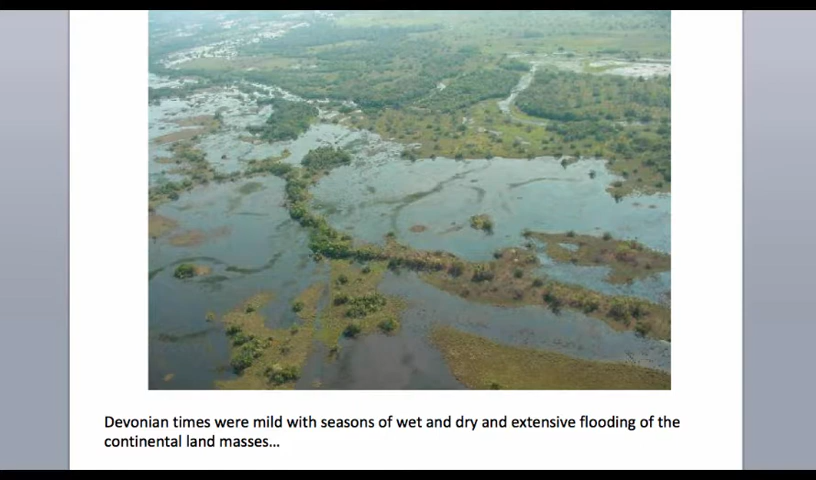 Devonian times were mild with seasons of wet and dry and extensive flooding of the
continental land masses...